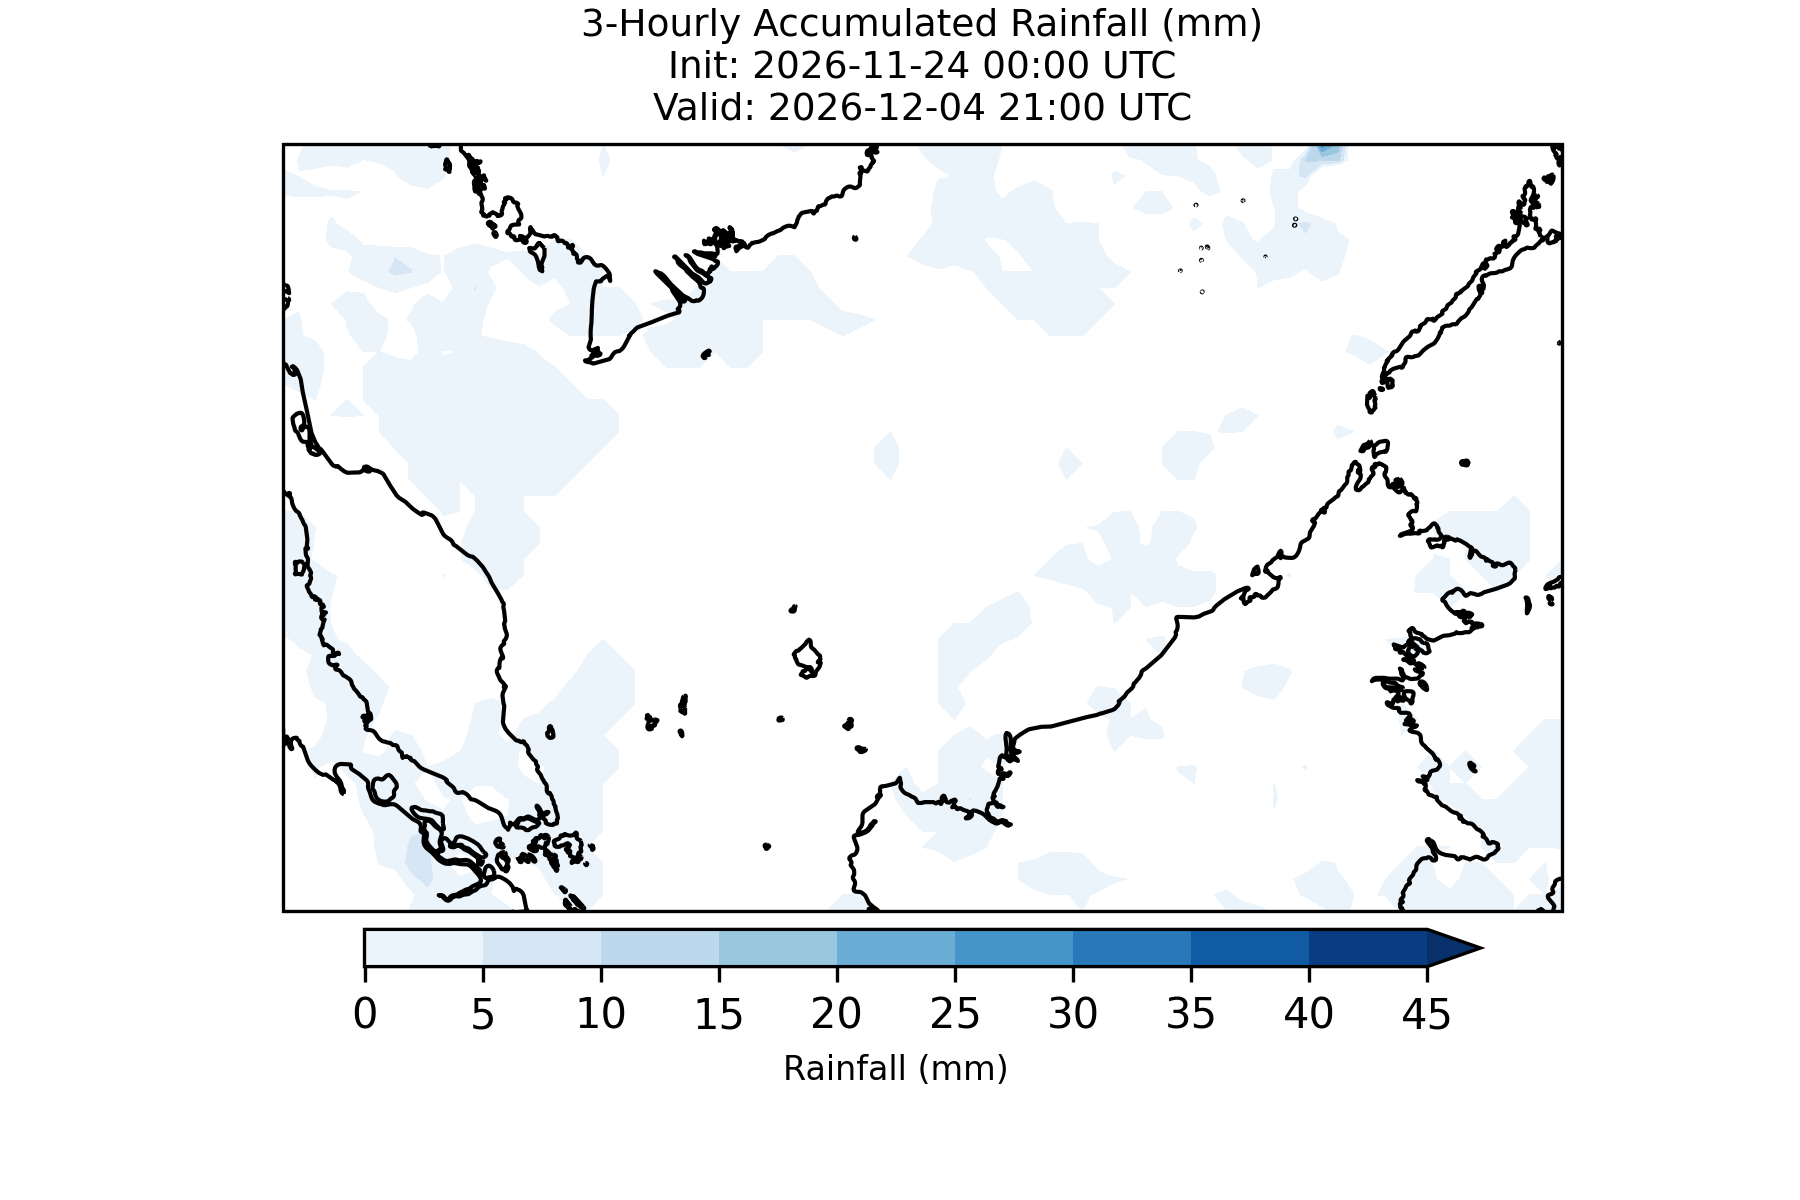 3-Hourly Accumulated Rainfall (mm)
Init: 2026-11-24 00:00 UTC
Valid: 2026-12-04 21:00 UTC
0 5 10 15 20 25 30 35 40 45
Rainfall (mm)